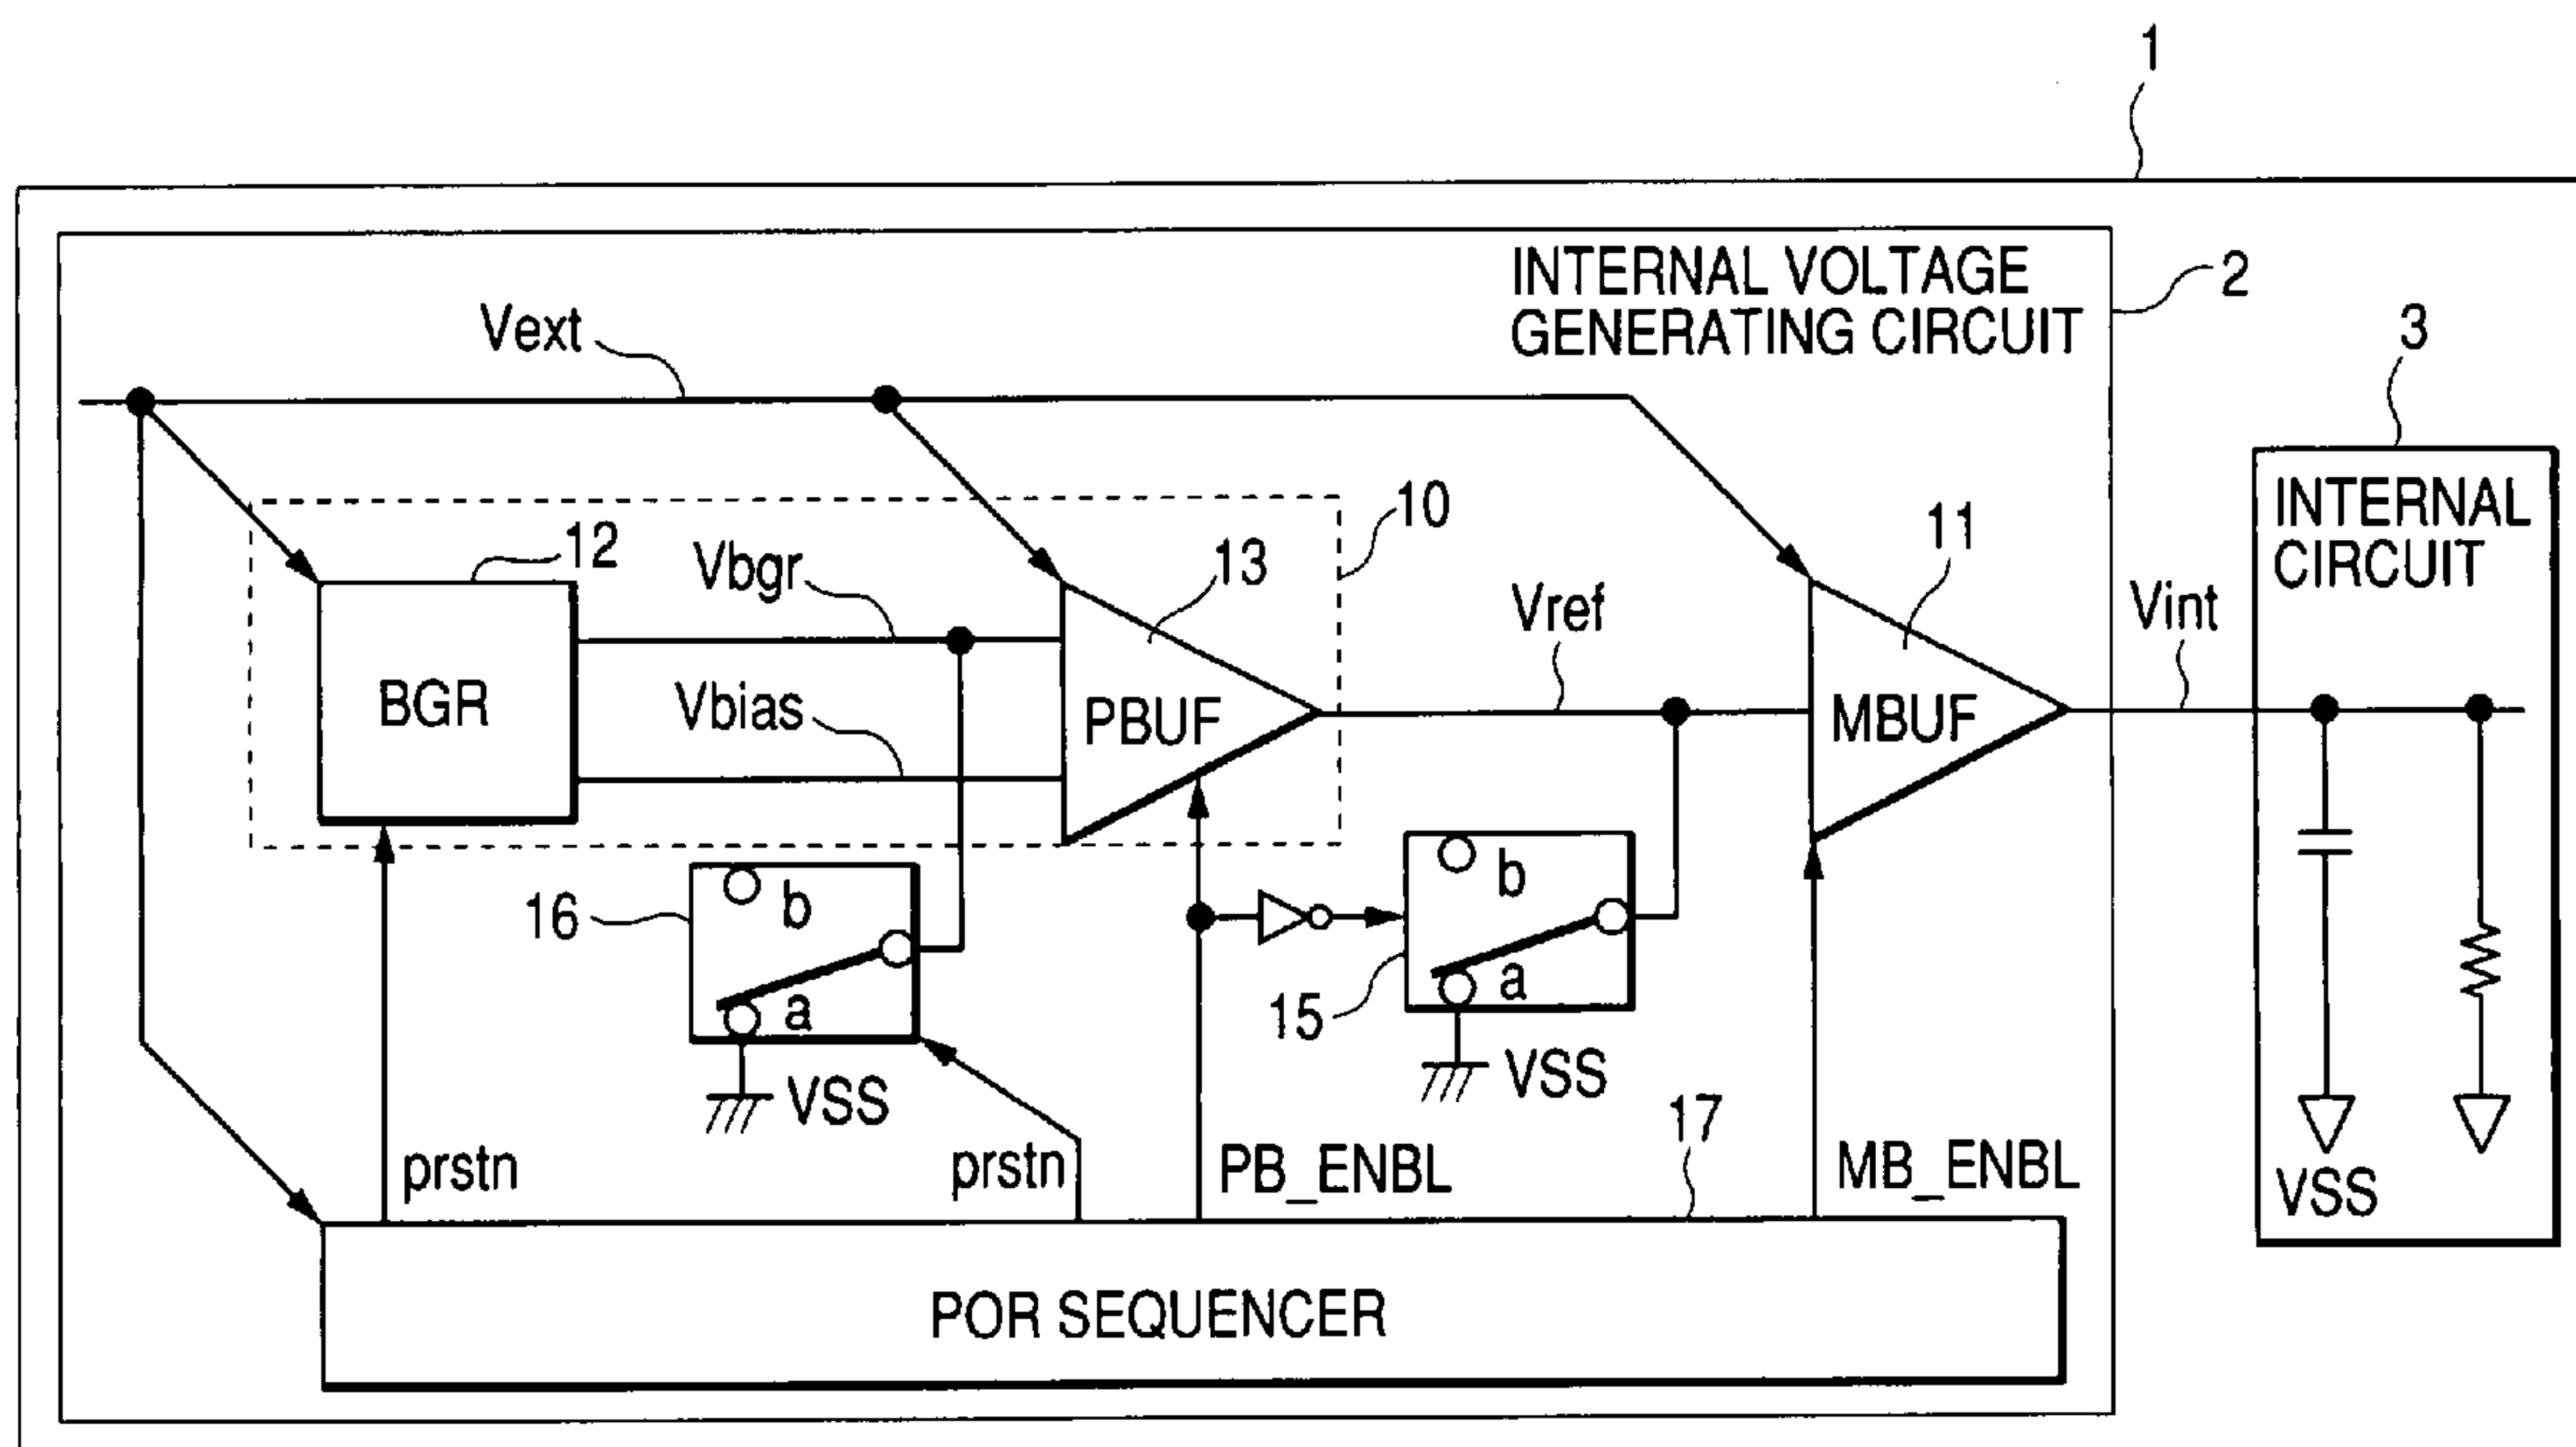 1
INTERNAL VOLTAGE
GENERATING CIRCUIT
2
Vext
3
INTERNAL
CIRCUIT
10
12
Vbgr
13
Vref
11
Vint
BGR
Vbias
PBUF
MBUF
b
a
16
VSS
b
a
15
VSS
17
prstn
prstn
PB_ENBL
MB_ENBL
VSS
POR SEQUENCER